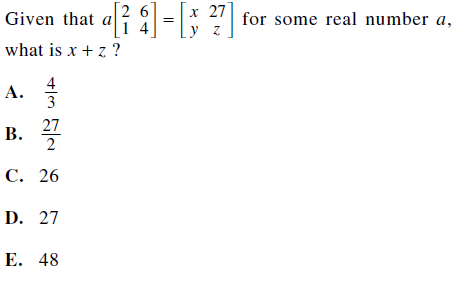 Given that a[2 6; 1 4] = [x 27; y z] for some real number a,
what is x + z ?
A. 4/3
B. 27/2
C. 26
D. 27
E. 48